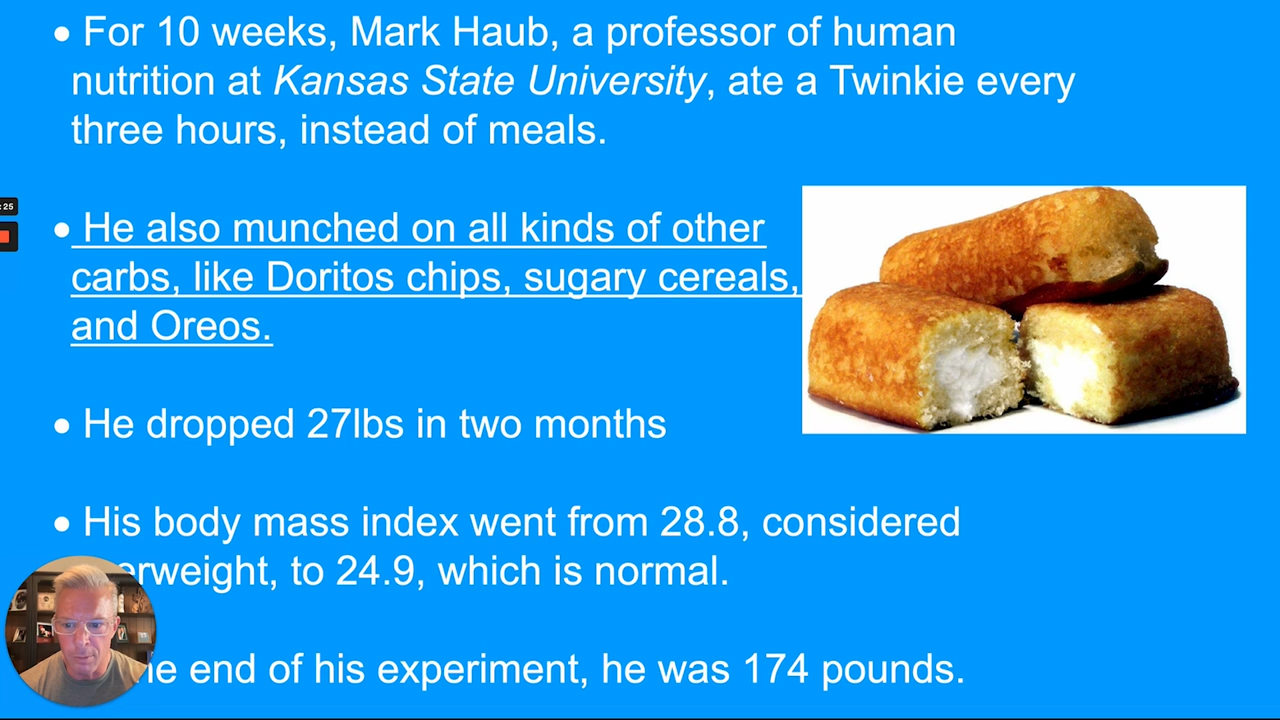 • For 10 weeks, Mark Haub, a professor of human
nutrition at Kansas State University, ate a Twinkie every
three hours, instead of meals.
:25
• He also munched on all kinds of other
carbs, like Doritos chips, sugary cereals,
and Oreos.
• He dropped 27lbs in two months
• His body mass index went from 28.8, considered
erweight, to 24.9, which is normal.
end of his experiment, he was 174 pounds.